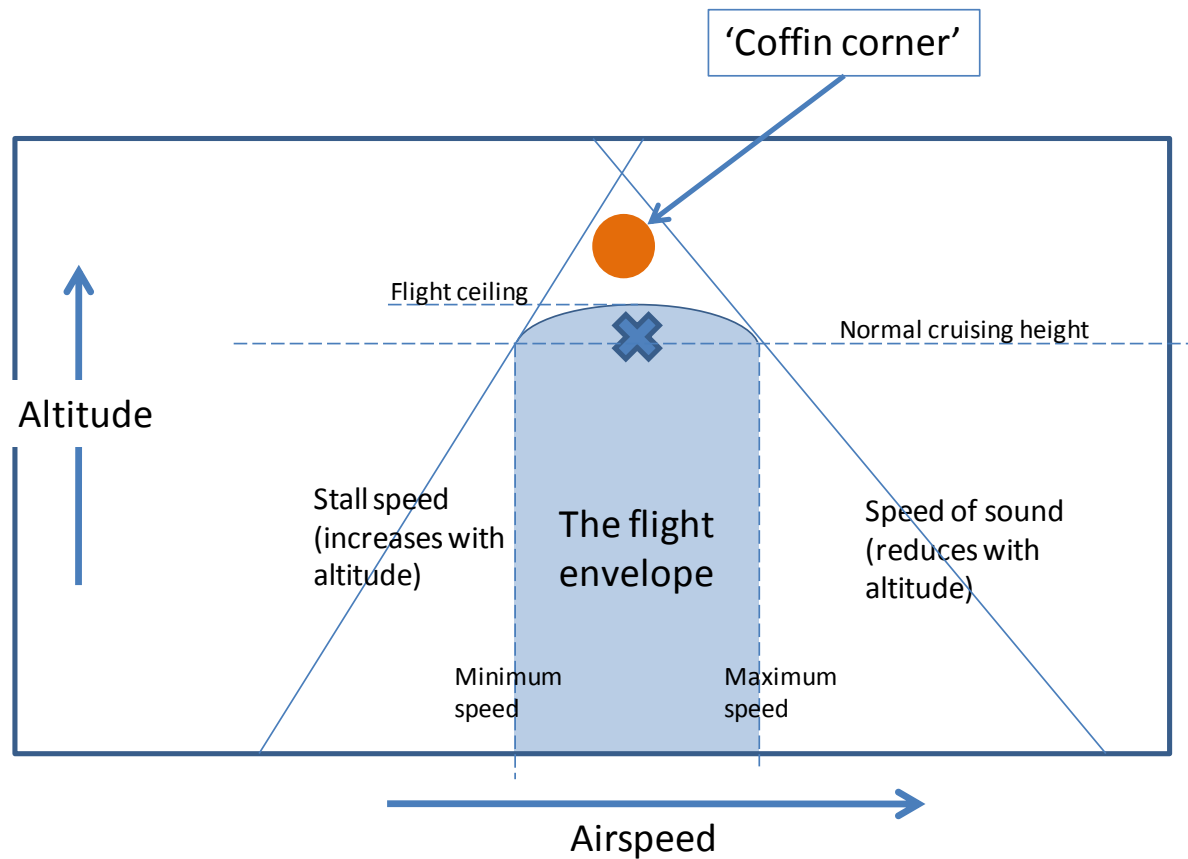 ‘Coffin corner’
Flight ceiling
Normal cruising height
Altitude
Stall speed
(increases with
altitude)
The flight
envelope
Speed of sound
(reduces with
altitude)
Minimum
speed
Maximum
speed
Airspeed